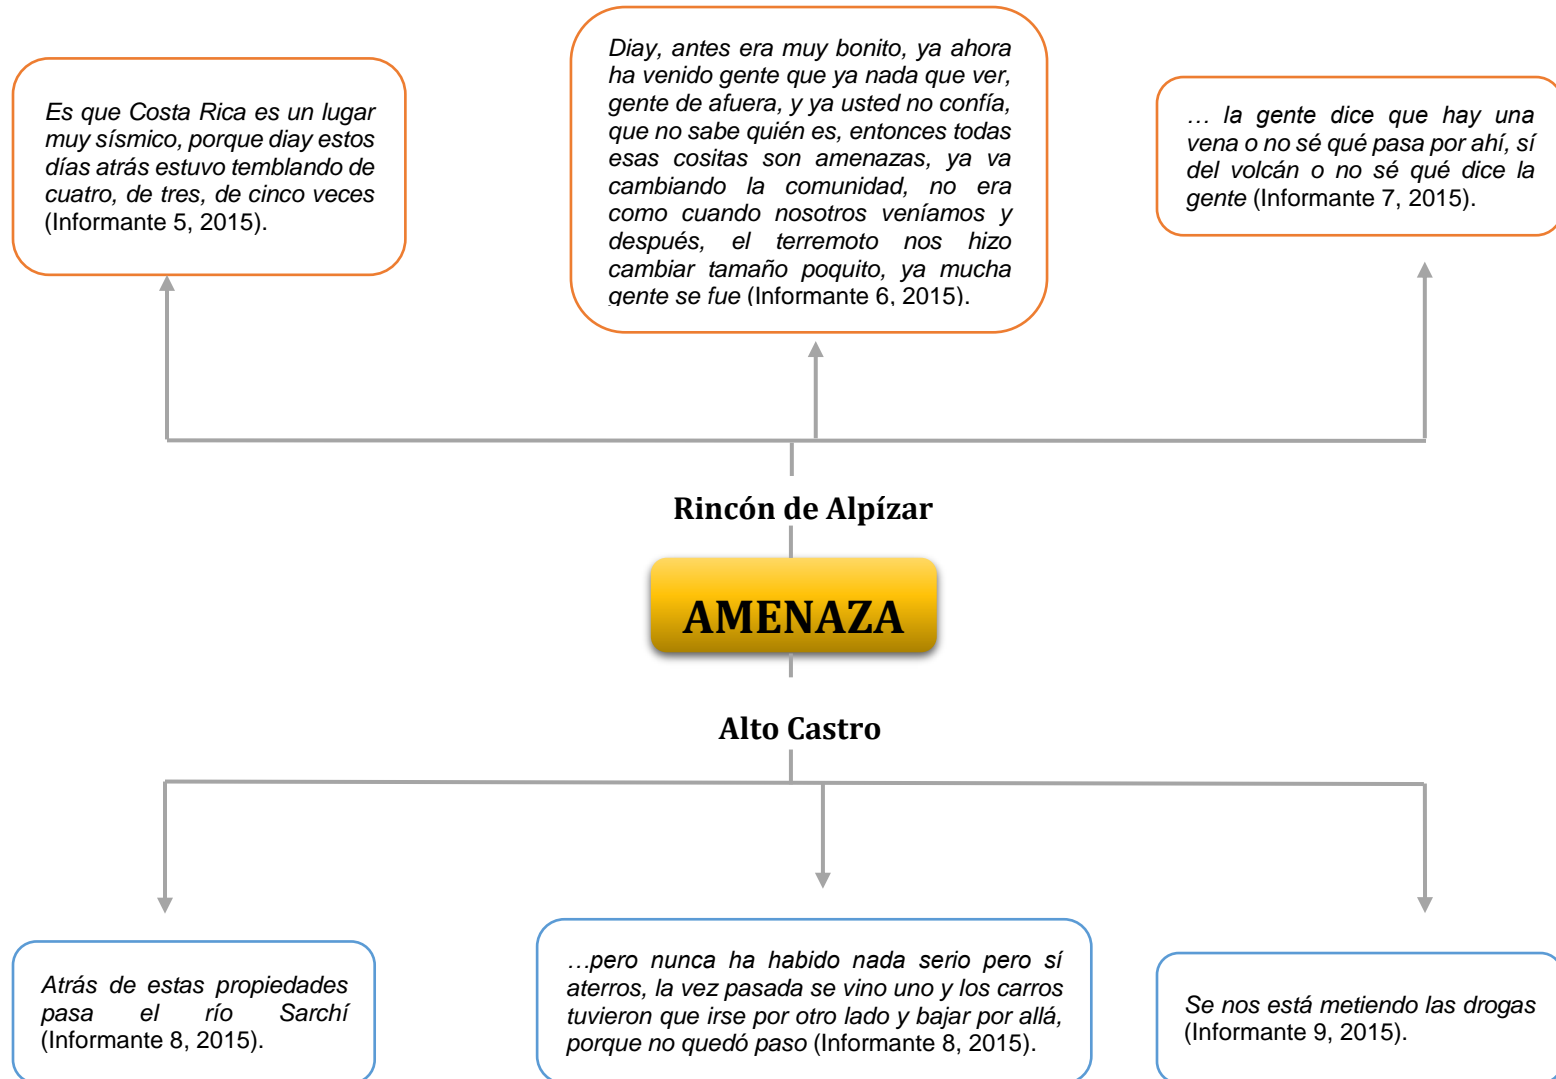 Es que Costa Rica es un lugar
muy sísmico, porque diay estos
días atrás estuvo temblando de
cuatro, de tres, de cinco veces
(Informante 5, 2015).
Diay, antes era muy bonito, ya ahora
ha venido gente que ya nada que ver,
gente de afuera, y ya usted no confía,
que no sabe quién es, entonces todas
esas cositas son amenazas, ya va
cambiando la comunidad, no era
como cuando nosotros veníamos y
después, el terremoto nos hizo
cambiar tamaño poquito, ya mucha
gente se fue (Informante 6, 2015).
… la gente dice que hay una
vena o no sé qué pasa por ahí, sí
del volcán o no sé qué dice la
gente (Informante 7, 2015).
Rincón de Alpízar
AMENAZA
Alto Castro
Atrás de estas propiedades
pasa el río Sarchí
(Informante 8, 2015).
…pero nunca ha habido nada serio pero sí
aterros, la vez pasada se vino uno y los carros
tuvieron que irse por otro lado y bajar por allá,
porque no quedó paso (Informante 8, 2015).
Se nos está metiendo las drogas
(Informante 9, 2015).